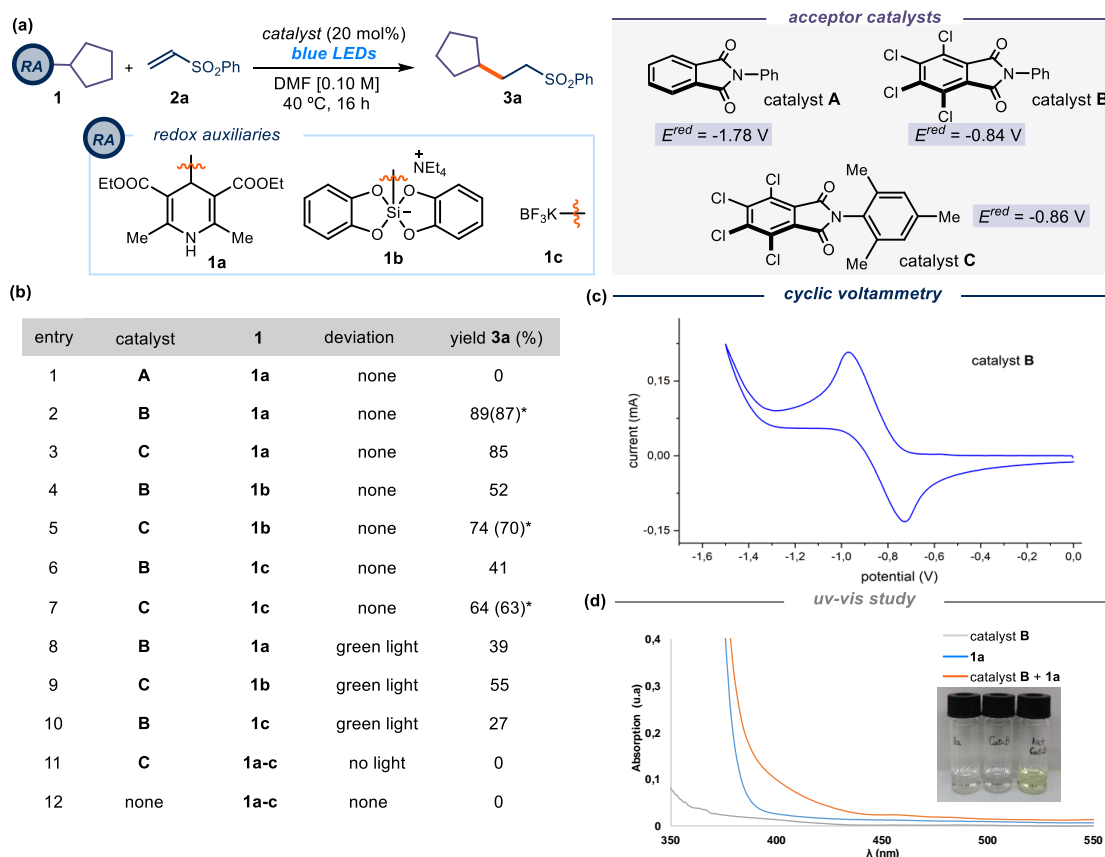 (a)
RA
1
+
SO2Ph
2a
catalyst (20 mol%)
blue LEDs
DMF [0.10 M]
40 ºC, 16 h
SO2Ph
3a
RA redox auxiliaries
EtOOC COOEt
Me N H Me
1a
+
NEt4
O O
Si−
O O
1b
BF3K
1c
acceptor catalysts
O
N−Ph
O
catalyst A
E^red = -1.78 V
Cl O
Cl
N−Ph
Cl
Cl O
catalyst B
E^red = -0.84 V
Cl O Me
Cl
N Me
Cl
Cl O Me
E^red = -0.86 V
catalyst C
(b)
entry catalyst 1 deviation yield 3a (%)
1 A 1a none 0
2 B 1a none 89(87)*
3 C 1a none 85
4 B 1b none 52
5 C 1b none 74 (70)*
6 B 1c none 41
7 C 1c none 64 (63)*
8 B 1a green light 39
9 C 1b green light 55
10 B 1c green light 27
11 C 1a-c no light 0
12 none 1a-c none 0
(c) cyclic voltammetry
catalyst B
current (mA)
0,15
0,00
-0,15
-1,6 -1,4 -1,2 -1,0 -0,8 -0,6 -0,4 -0,2 0,0
potential (V)
(d) uv-vis study
catalyst B
1a
catalyst B + 1a
Absorption (u.a)
0,4
0,3
0,2
0,1
0
350 400 450 500 550
λ (nm)